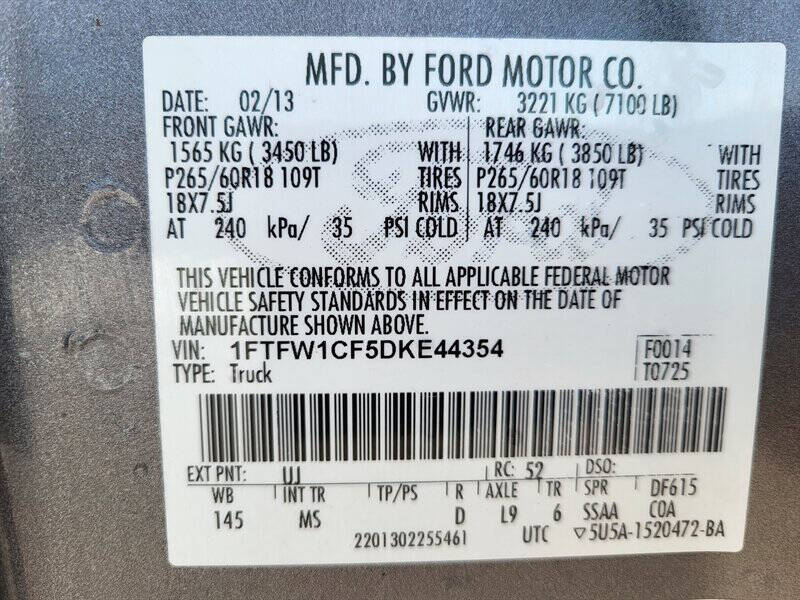 MFD. BY FORD MOTOR CO.
DATE: 02/13 GVWR: 3221 KG ( 7100 LB)
FRONT GAWR: REAR GAWR:
1565 KG ( 3450 LB) WITH 1746 KG ( 3850 LB) WITH
P265/60R18 109T TIRES P265/60R18 109T TIRES
18X7.5J RIMS 18X7.5J RIMS
AT 240 kPa/ 35 PSI COLD AT 240 kPa/ 35 PSI COLD
THIS VEHICLE CONFORMS TO ALL APPLICABLE FEDERAL MOTOR
VEHICLE SAFETY STANDARDS IN EFFECT ON THE DATE OF
MANUFACTURE SHOWN ABOVE.
VIN: 1FTFW1CF5DKE44354 F0014
TYPE: Truck T0725
EXT PNT: UJ RC: 52 DSO:
WB INT TR TP/PS R AXLE TR SPR DF615
145 MS D L9 6 SSAA COA
2201302255461 UTC ▽5U5A-1520472-BA